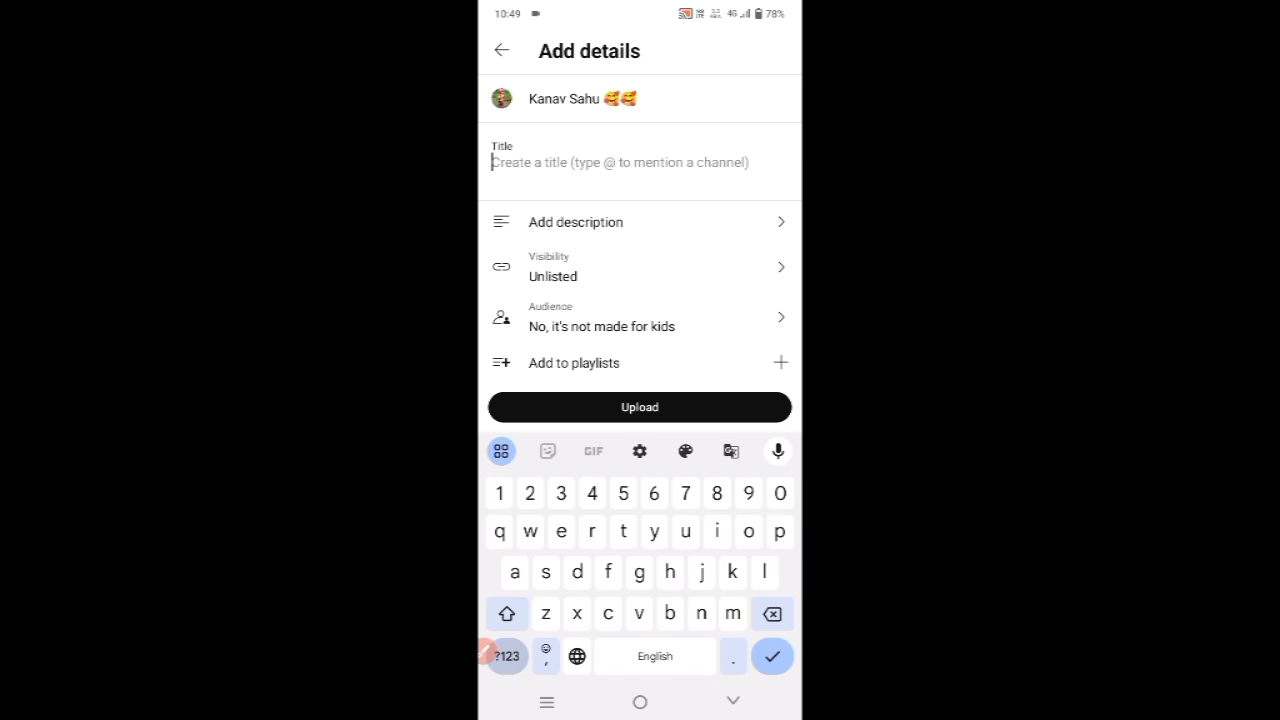 10:49 4G 78%
Add details
Kanav Sahu 🥰🥰
Title
Create a title (type @ to mention a channel)
Add description
Visibility
Unlisted
Audience
No, it's not made for kids
Add to playlists
Upload
GIF
1 2 3 4 5 6 7 8 9 0
q w e r t y u i o p
a s d f g h j k l
z x c v b n m
?123 , English .